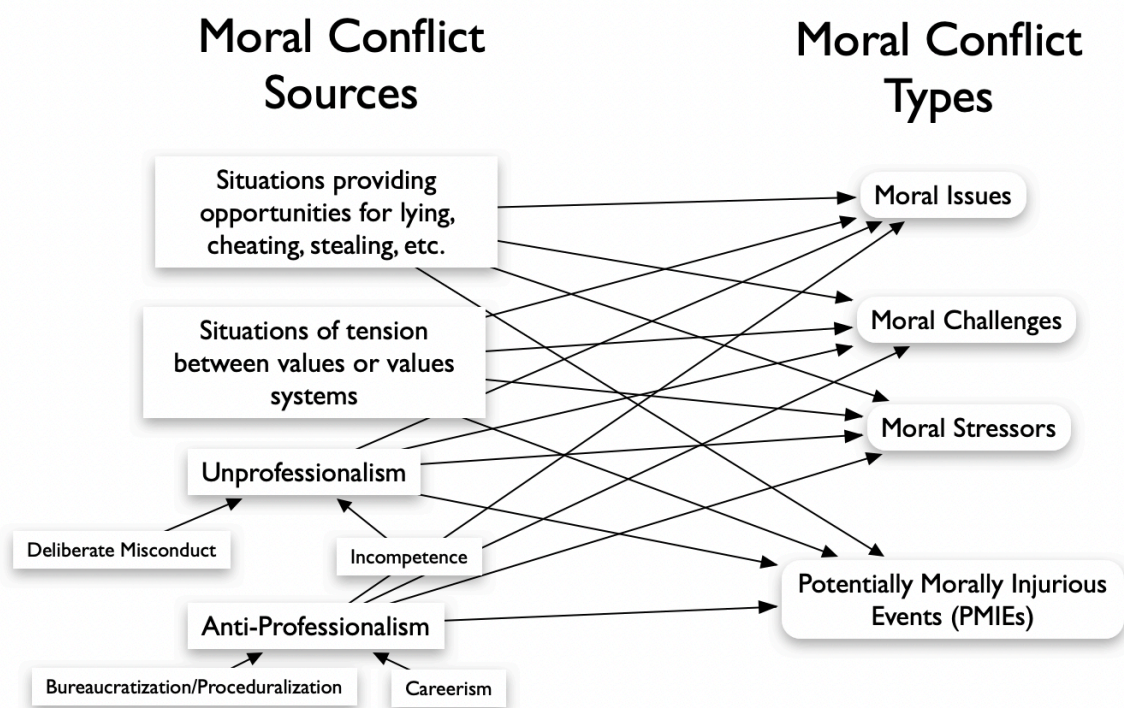 Moral Conflict
Sources
Moral Conflict
Types
Situations providing
opportunities for lying,
cheating, stealing, etc.
Moral Issues
Situations of tension
between values or values
systems
Moral Challenges
Moral Stressors
Unprofessionalism
Deliberate Misconduct
Incompetence
Potentially Morally Injurious
Events (PMIEs)
Anti-Professionalism
Bureaucratization/Proceduralization
Careerism